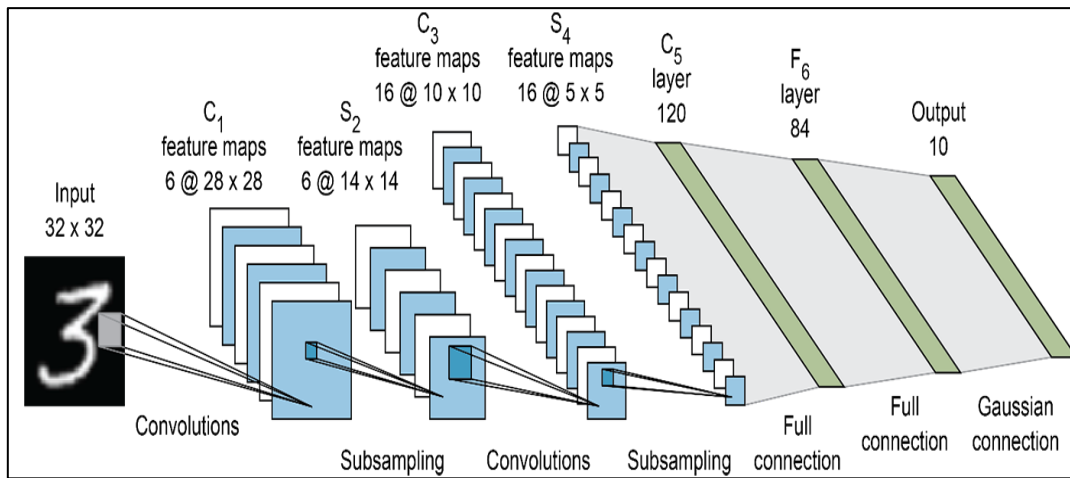 Input
32 x 32
C1
feature maps
6 @ 28 x 28
S2
feature maps
6 @ 14 x 14
C3
feature maps
16 @ 10 x 10
S4
feature maps
16 @ 5 x 5
C5
layer
120
F6
layer
84
Output
10
3
Convolutions
Subsampling
Convolutions
Subsampling
Full
connection
Full
connection
Gaussian
connection